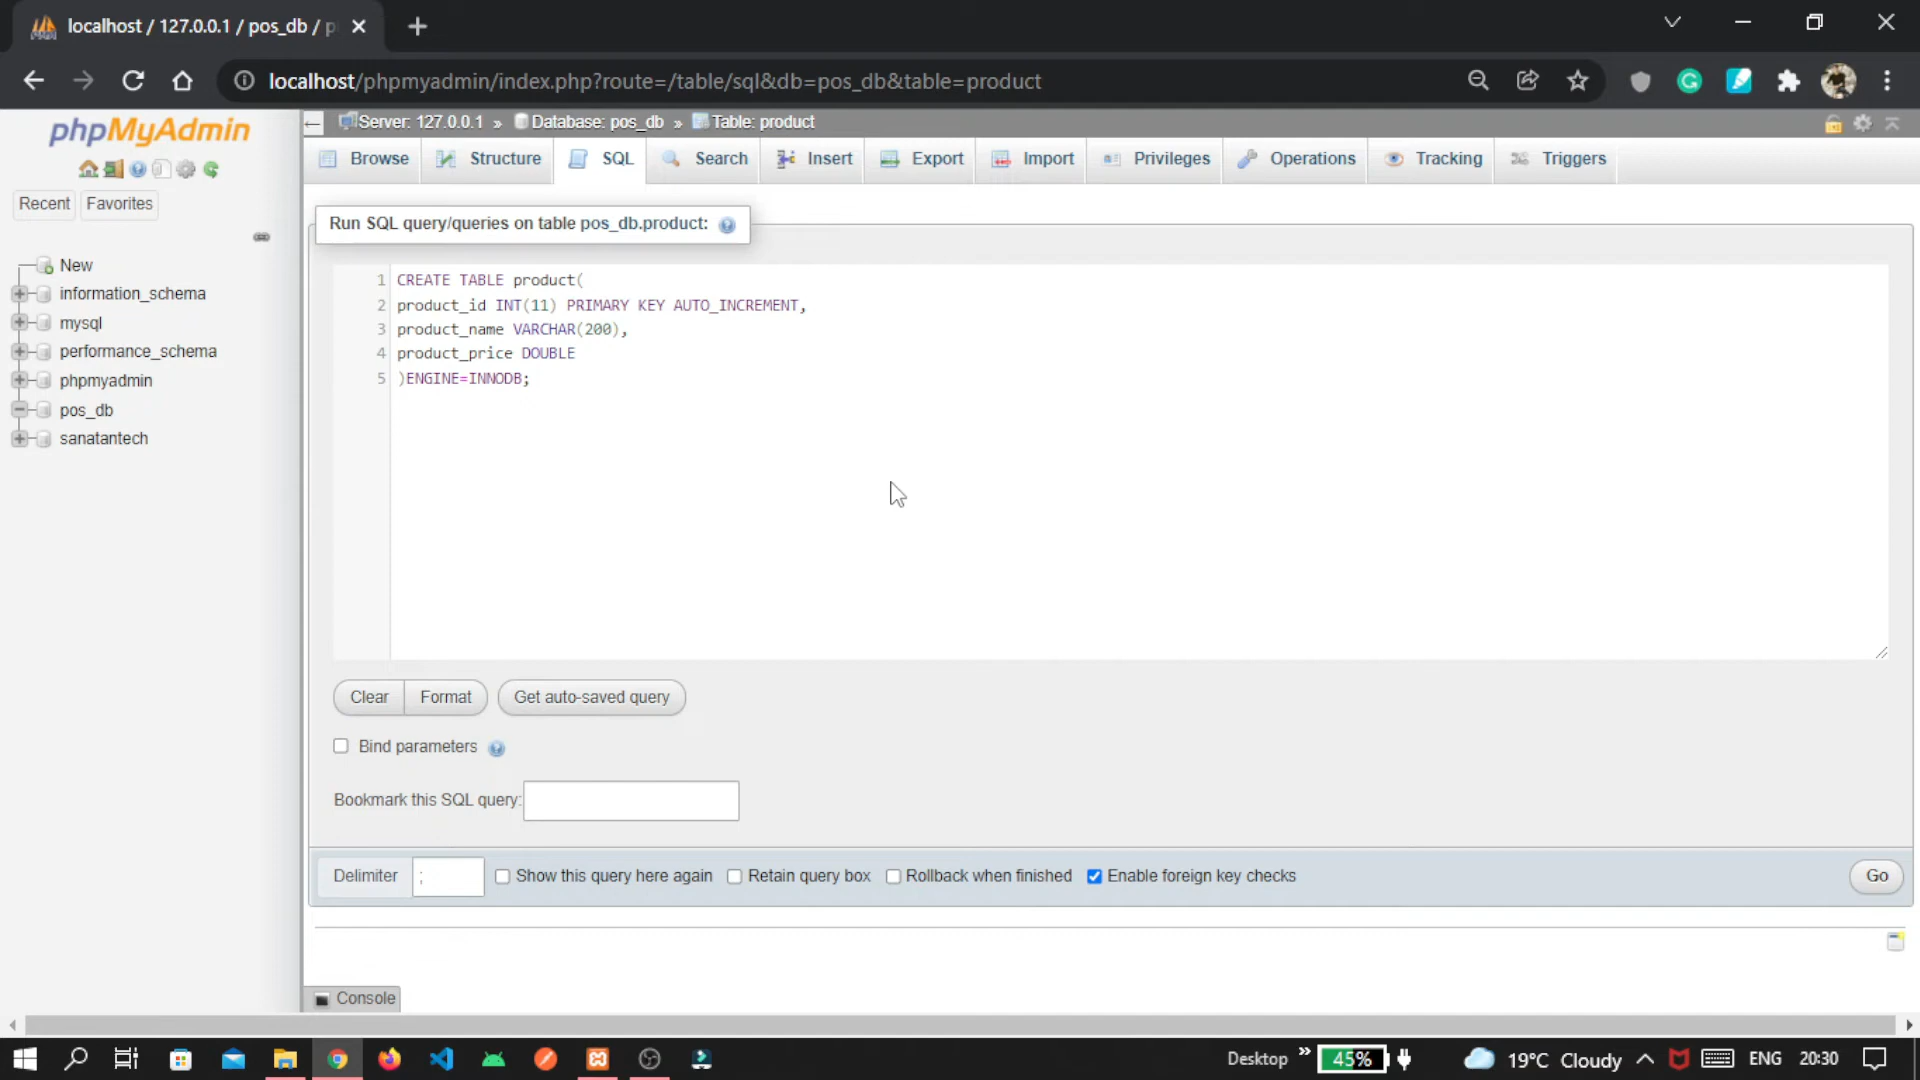 localhost / 127.0.0.1 / pos_db / p
localhost/phpmyadmin/index.php?route=/table/sql&db=pos_db&table=product
phpMyAdmin
Recent Favorites
New
information_schema
mysql
performance_schema
phpmyadmin
pos_db
sanatantech
Server: 127.0.0.1 » Database: pos_db » Table: product
Browse Structure SQL Search Insert Export Import Privileges Operations Tracking Triggers
Run SQL query/queries on table pos_db.product:
1 CREATE TABLE product(
2 product_id INT(11) PRIMARY KEY AUTO_INCREMENT,
3 product_name VARCHAR(200),
4 product_price DOUBLE
5 )ENGINE=INNODB;
Clear Format Get auto-saved query
Bind parameters
Bookmark this SQL query:
Delimiter ; Show this query here again Retain query box Rollback when finished Enable foreign key checks Go
Console
Desktop » 45% 19°C Cloudy ENG 20:30